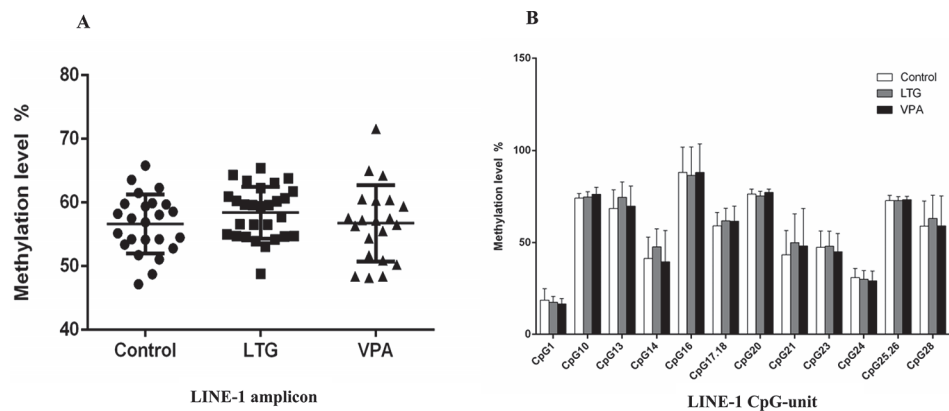 A
Methylation level %
80
70
60
50
40
Control
LTG
VPA
LINE-1 amplicon
B
Methylation level %
150
100
50
0
Control
LTG
VPA
CpG1
CpG10
CpG13
CpG14
CpG16
CpG17.18
CpG20
CpG21
CpG23
CpG24
CpG25.26
CpG28
LINE-1 CpG-unit